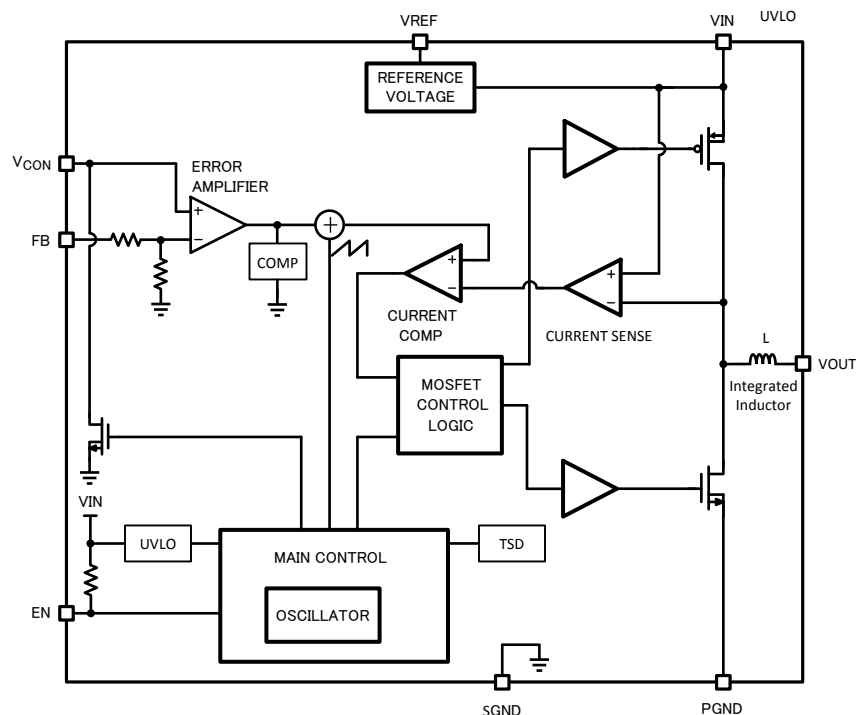 VREF
VIN
UVLO
REFERENCE
VOLTAGE
VCON
ERROR
AMPLIFIER
+
−
FB
COMP
+
+
−
CURRENT
COMP
+
−
CURRENT SENSE
L
VOUT
Integrated
Inductor
MOSFET
CONTROL
LOGIC
VIN
UVLO
MAIN CONTROL
TSD
OSCILLATOR
EN
SGND
PGND